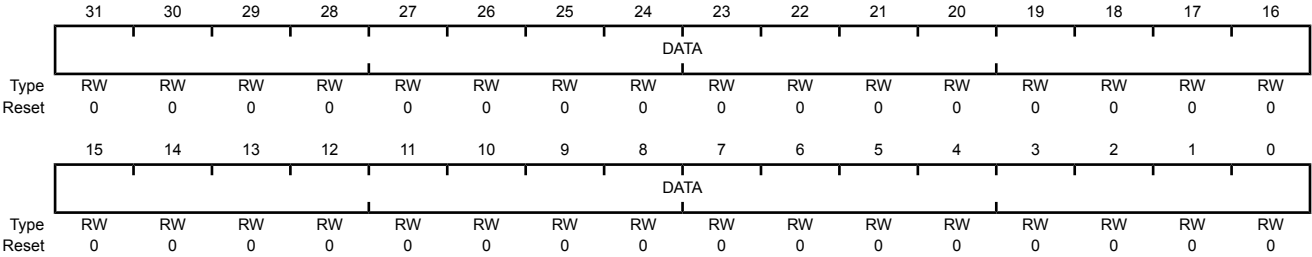 31 30 29 28 27 26 25 24 23 22 21 20 19 18 17 16
DATA
Type RW RW RW RW RW RW RW RW RW RW RW RW RW RW RW RW
Reset 0 0 0 0 0 0 0 0 0 0 0 0 0 0 0 0
15 14 13 12 11 10 9 8 7 6 5 4 3 2 1 0
DATA
Type RW RW RW RW RW RW RW RW RW RW RW RW RW RW RW RW
Reset 0 0 0 0 0 0 0 0 0 0 0 0 0 0 0 0